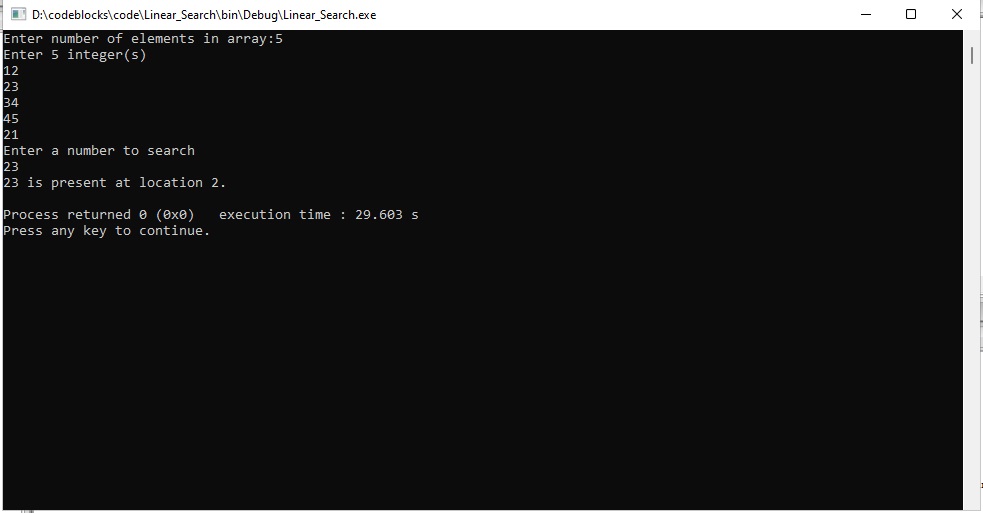 D:\codeblocks\code\Linear_Search\bin\Debug\Linear_Search.exe
Enter number of elements in array:5
Enter 5 integer(s)
12
23
34
45
21
Enter a number to search
23
23 is present at location 2.
Process returned 0 (0x0)   execution time : 29.603 s
Press any key to continue.